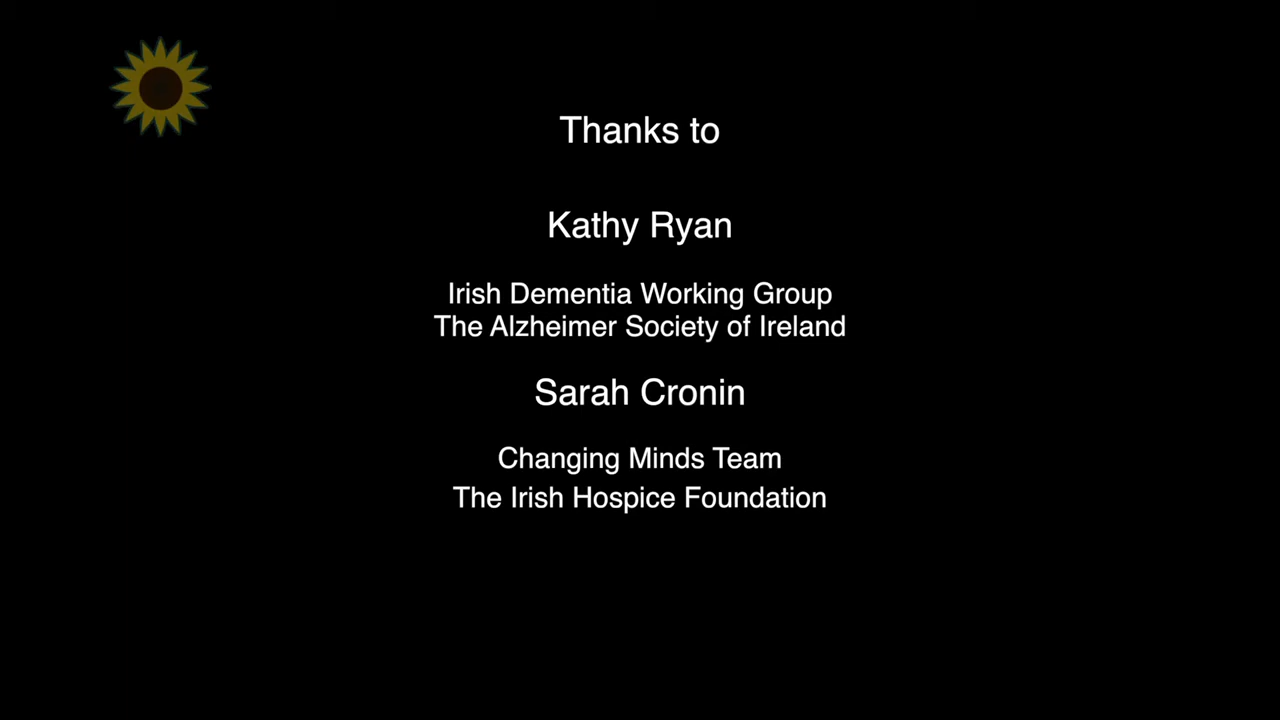 Thanks to
Kathy Ryan
Irish Dementia Working Group
The Alzheimer Society of Ireland
Sarah Cronin
Changing Minds Team
The Irish Hospice Foundation